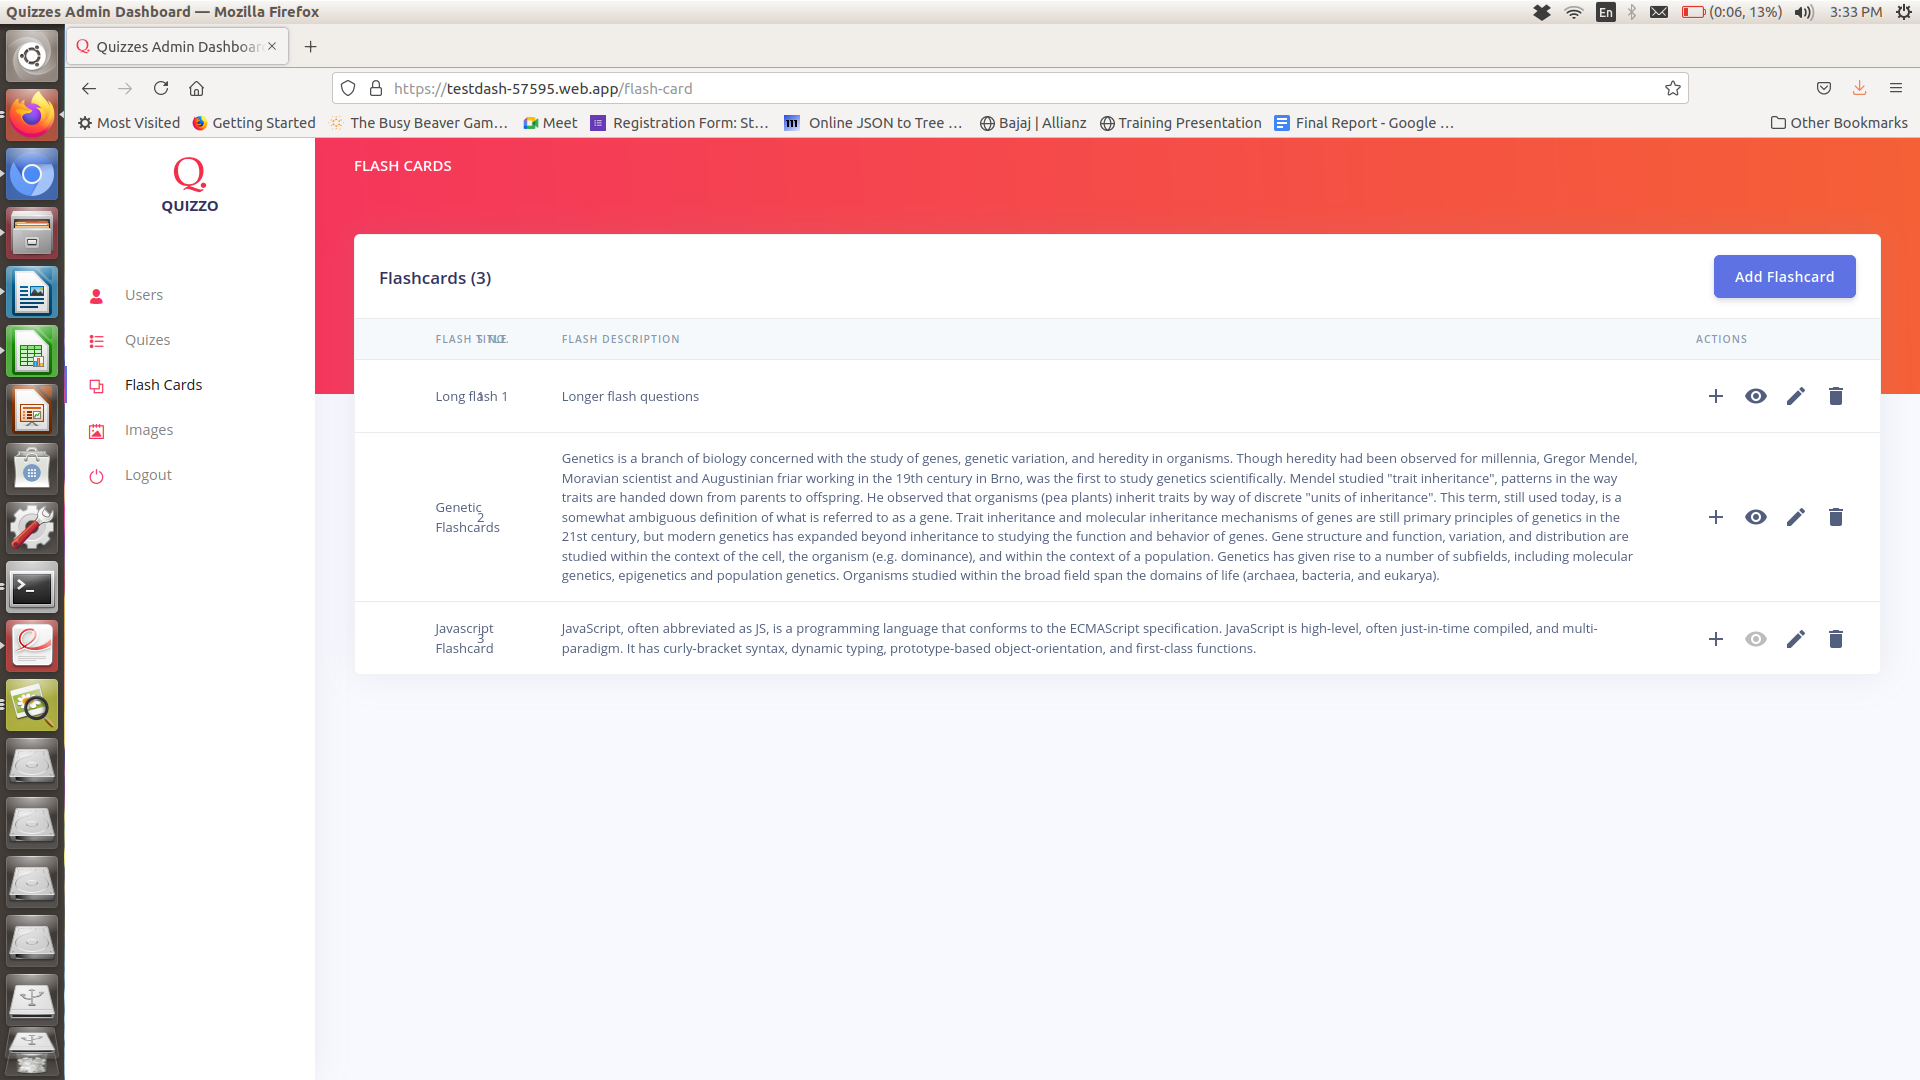 Quizzes Admin Dashboard — Mozilla Firefox
En
(0:06, 13%)
3:33 PM
Quizzes Admin Dashboar
https://testdash-57595.web.app/flash-card
Most Visited
Getting Started
The Busy Beaver Gam…
Meet
Registration Form: St…
Online JSON to Tree …
Bajaj | Allianz
Training Presentation
Final Report - Google …
Other Bookmarks
Q.
QUIZZO
Users
Quizes
Flash Cards
Images
Logout
FLASH CARDS
Flashcards (3)
Add Flashcard
S NO.
FLASH TITLE
FLASH DESCRIPTION
ACTIONS
1
Long flash 1
Longer flash questions
2
Genetic
Flashcards
Genetics is a branch of biology concerned with the study of genes, genetic variation, and heredity in organisms. Though heredity had been observed for millennia, Gregor Mendel,
Moravian scientist and Augustinian friar working in the 19th century in Brno, was the first to study genetics scientifically. Mendel studied "trait inheritance", patterns in the way
traits are handed down from parents to offspring. He observed that organisms (pea plants) inherit traits by way of discrete "units of inheritance". This term, still used today, is a
somewhat ambiguous definition of what is referred to as a gene. Trait inheritance and molecular inheritance mechanisms of genes are still primary principles of genetics in the
21st century, but modern genetics has expanded beyond inheritance to studying the function and behavior of genes. Gene structure and function, variation, and distribution are
studied within the context of the cell, the organism (e.g. dominance), and within the context of a population. Genetics has given rise to a number of subfields, including molecular
genetics, epigenetics and population genetics. Organisms studied within the broad field span the domains of life (archaea, bacteria, and eukarya).
3
Javascript
Flashcard
JavaScript, often abbreviated as JS, is a programming language that conforms to the ECMAScript specification. JavaScript is high-level, often just-in-time compiled, and multi-
paradigm. It has curly-bracket syntax, dynamic typing, prototype-based object-orientation, and first-class functions.